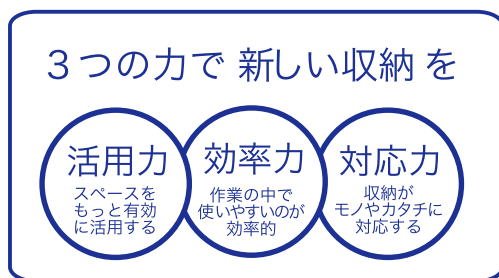 3つの力で 新しい収納 を
活用力
スペースを
もっと有効
に活用する
効率力
作業の中で
使いやすいのが
効率的
対応力
収納が
モノやカタチに
対応する